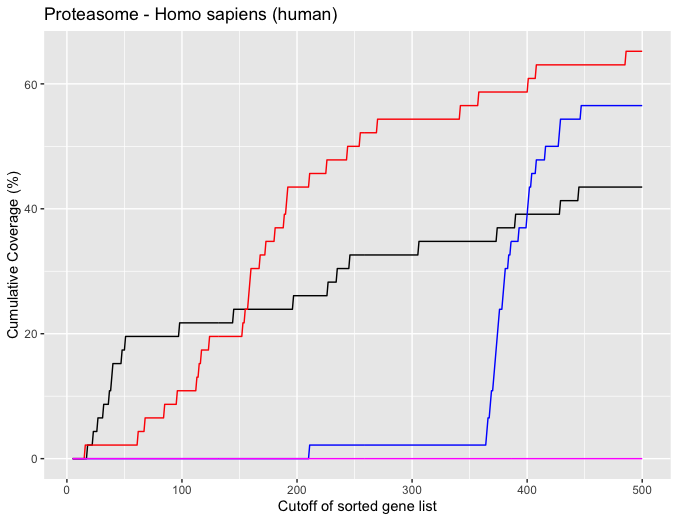 Proteasome - Homo sapiens (human)
Cumulative Coverage (%)
60
40
20
0
0 100 200 300 400 500
Cutoff of sorted gene list